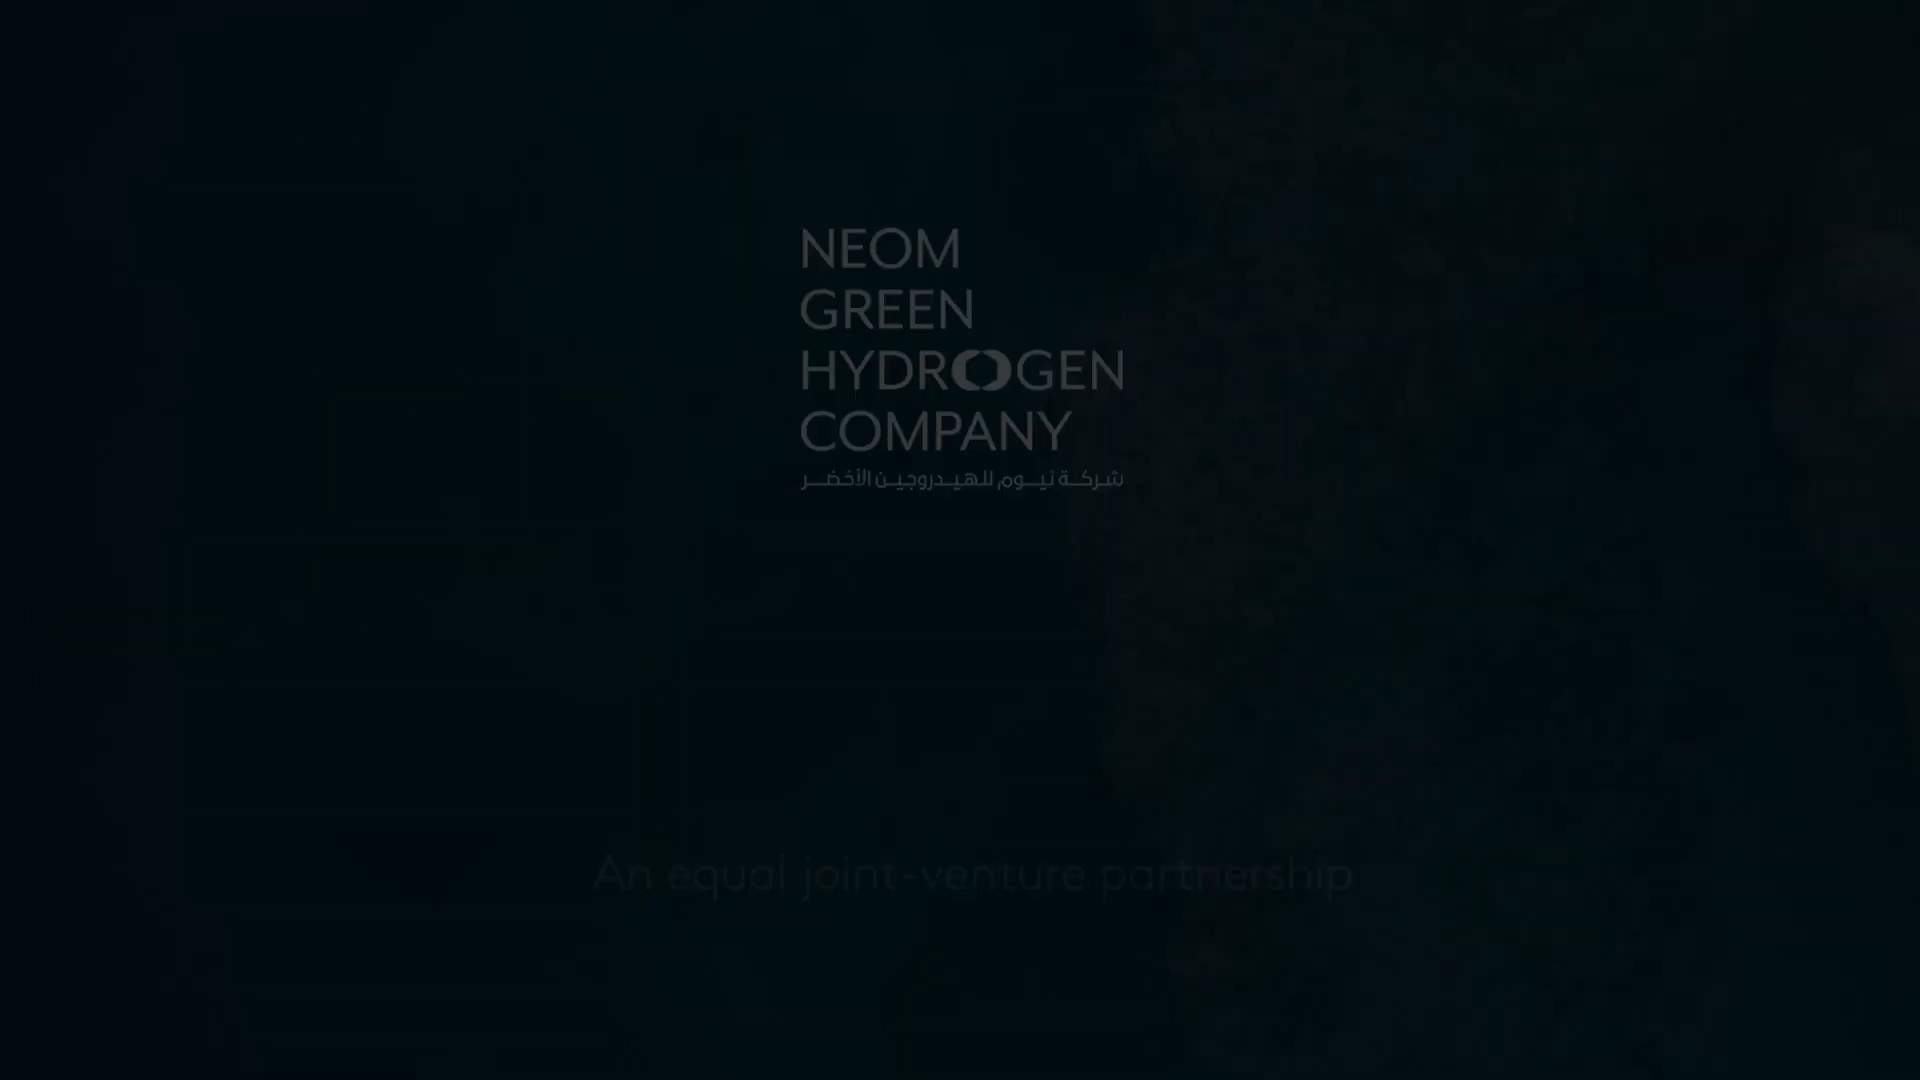 NEOM
GREEN
HYDROGEN
COMPANY
شركة نيوم للهيدروجين الأخضر
An equal joint-venture partnership